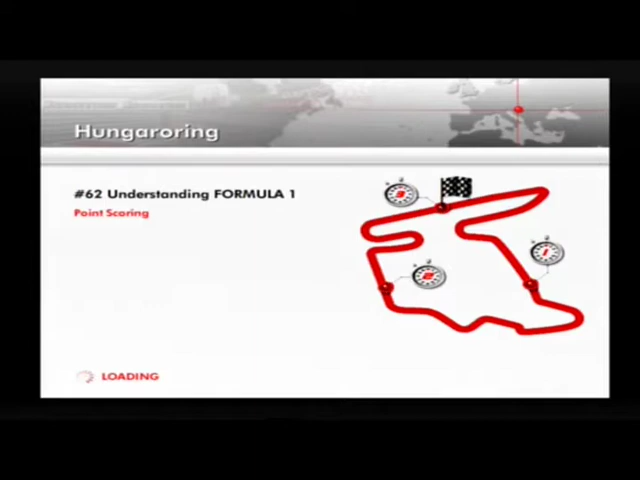 Hungaroring
#62 Understanding FORMULA 1
Point Scoring
LOADING